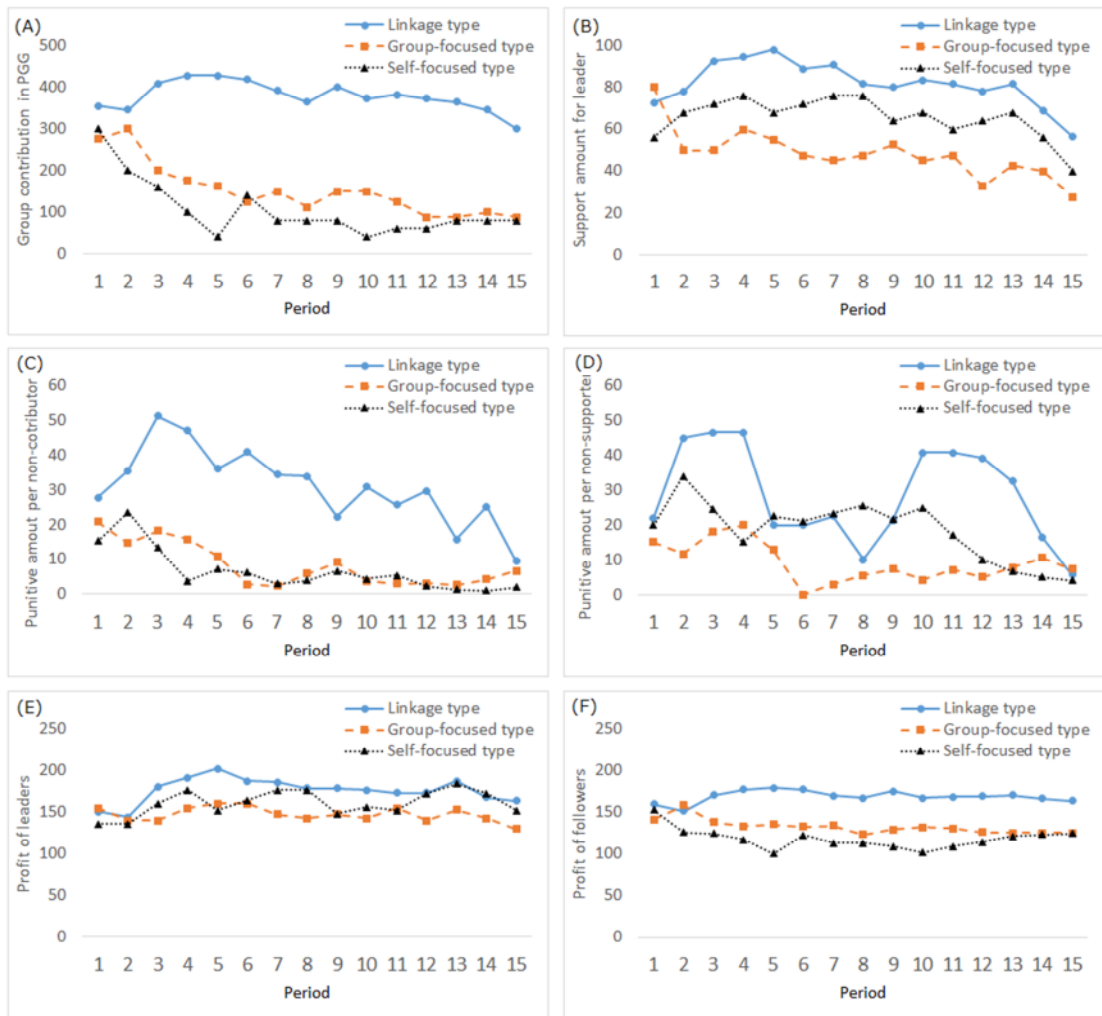 (A)
Linkage type
Group-focused type
Self-focused type
Group contribution in PGG
500
400
300
200
100
0
1 2 3 4 5 6 7 8 9 10 11 12 13 14 15
Period
(B)
Linkage type
Group-focused type
Self-focused type
Support amount for leader
100
80
60
40
20
0
1 2 3 4 5 6 7 8 9 10 11 12 13 14 15
Period
(C)
Linkage type
Group-focused type
Self-focused type
Punitive amout per non-cotributor
60
50
40
30
20
10
0
1 2 3 4 5 6 7 8 9 10 11 12 13 14 15
Period
(D)
Linkage type
Group-focused type
Self-focused type
Punitive amout per non-supporte
60
50
40
30
20
10
0
1 2 3 4 5 6 7 8 9 10 11 12 13 14 15
Period
(E)
Linkage type
Group-focused type
Self-focused type
Profit of leaders
250
200
150
100
50
0
1 2 3 4 5 6 7 8 9 10 11 12 13 14 15
Period
(F)
Linkage type
Group-focused type
Self-focused type
Profit of followers
250
200
150
100
50
0
1 2 3 4 5 6 7 8 9 10 11 12 13 14 15
Period